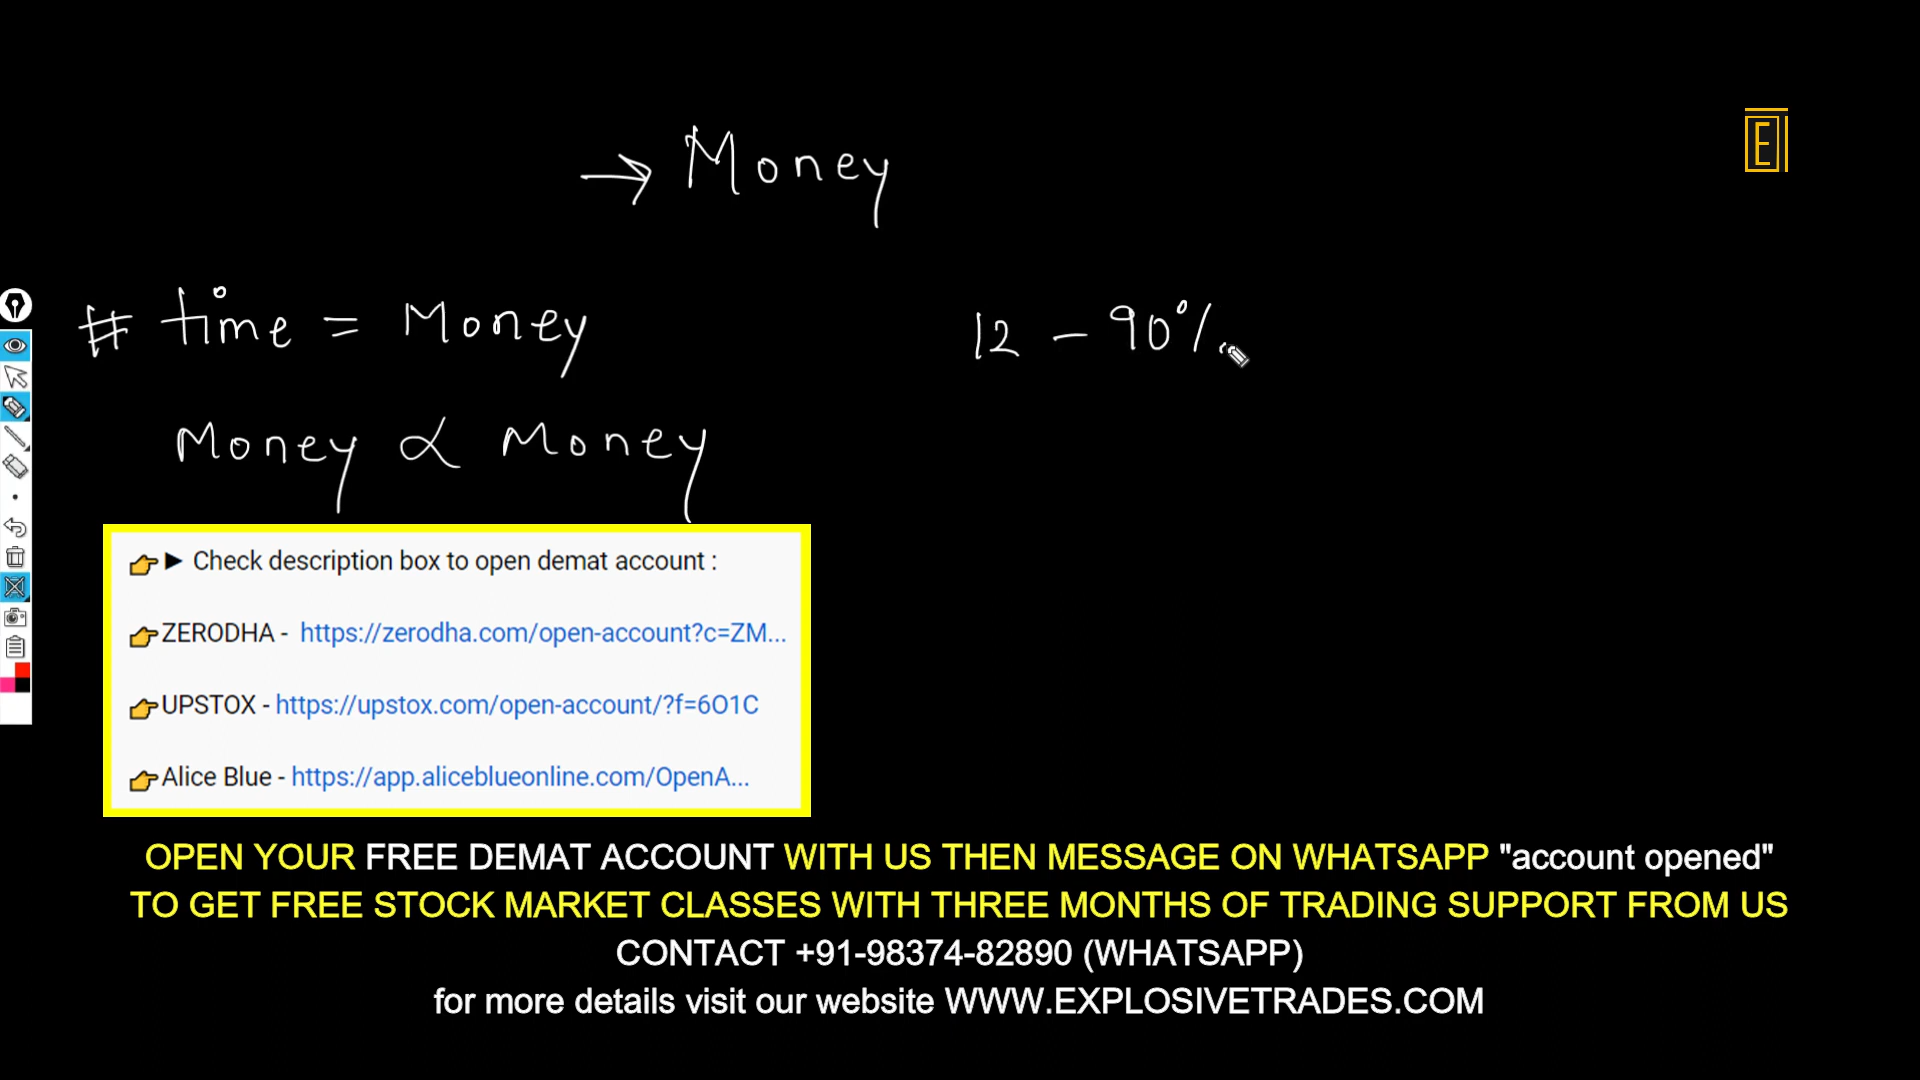 → Money
E
# time = Money
12 - 90%
Money ∝ Money
👉► Check description box to open demat account :
👉ZERODHA - https://zerodha.com/open-account?c=ZM...
👉UPSTOX - https://upstox.com/open-account/?f=6O1C
👉Alice Blue - https://app.aliceblueonline.com/OpenA...
OPEN YOUR FREE DEMAT ACCOUNT WITH US THEN MESSAGE ON WHATSAPP "account opened"
TO GET FREE STOCK MARKET CLASSES WITH THREE MONTHS OF TRADING SUPPORT FROM US
CONTACT +91-98374-82890 (WHATSAPP)
for more details visit our website WWW.EXPLOSIVETRADES.COM